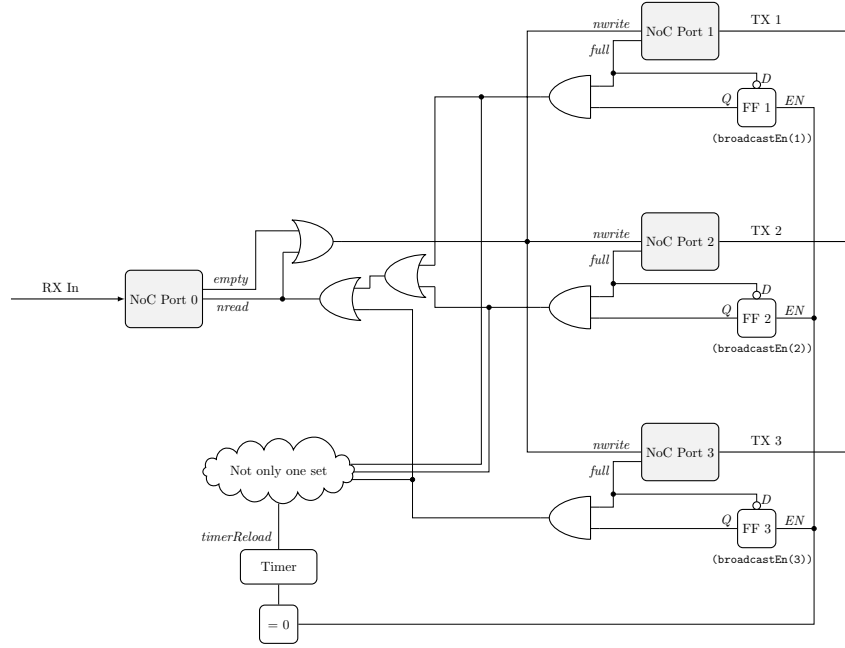 nwrite
NoC Port 1
TX 1
full
D
Q
FF 1
EN
(broadcastEn(1))
nwrite
NoC Port 2
TX 2
full
D
Q
FF 2
EN
(broadcastEn(2))
RX In
NoC Port 0
empty
nread
nwrite
NoC Port 3
TX 3
full
D
Q
FF 3
EN
(broadcastEn(3))
Not only one set
timerReload
Timer
= 0